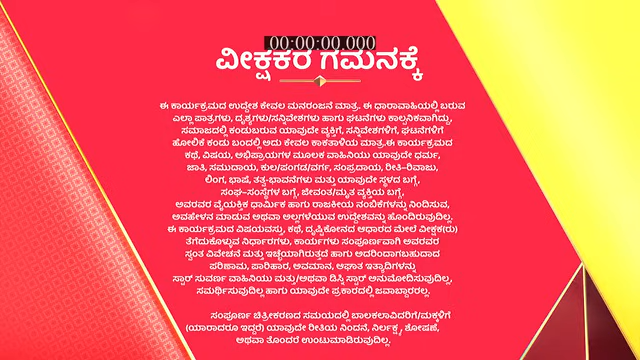 00:00:00.000
ವೀಕ್ಷಕರ ಗಮನಕ್ಕೆ
ಈ ಕಾರ್ಯಕ್ರಮದ ಉದ್ದೇಶ ಕೇವಲ ಮನರಂಜನೆ ಮಾತ್ರ. ಈ ಧಾರಾವಾಹಿಯಲ್ಲಿ ಬರುವ
ಎಲ್ಲಾ ಪಾತ್ರಗಳು, ದೃಶ್ಯಗಳು/ಸನ್ನಿವೇಶಗಳು ಹಾಗು ಘಟನೆಗಳು ಕಾಲ್ಪನಿಕವಾಗಿದ್ದು,
ಸಮಾಜದಲ್ಲಿ ಕಂಡುಬರುವ ಯಾವುದೇ ವ್ಯಕ್ತಿಗೆ, ಸನ್ನಿವೇಶಗಳಿಗೆ, ಘಟನೆಗಳಿಗೆ
ಹೋಲಿಕೆ ಕಂಡು ಬಂದಲ್ಲಿ ಅದು ಕೇವಲ ಕಾಕತಾಳಿಯ ಮಾತ್ರ.ಈ ಕಾರ್ಯಕ್ರಮದ
ಕಥೆ, ವಿಷಯ, ಅಭಿಪ್ರಾಯಗಳ ಮೂಲಕ ವಾಹಿನಿಯು ಯಾವುದೇ ಧರ್ಮ,
ಜಾತಿ, ಸಮುದಾಯ, ಕುಲ/ಪಂಗಡ/ವರ್ಗ, ಸಂಪ್ರದಾಯ, ರೀತಿ-ರಿವಾಜು,
ಲಿಂಗ, ಭಾಷೆ, ತತ್ವ-ಭಾವನೆಗಳು ಮತ್ತು ಯಾವುದೇ ಸ್ಥಳದ ಬಗ್ಗೆ,
ಸಂಘ-ಸಂಸ್ಥೆಗಳ ಬಗ್ಗೆ, ಜೀವಂತ/ಮೃತ ವ್ಯಕ್ತಿಯ ಬಗ್ಗೆ,
ಅವರವರ ವೈಯಕ್ತಿಕ ಧಾರ್ಮಿಕ ಹಾಗು ರಾಜಕೀಯ ನಂಬಿಕೆಗಳನ್ನು ನಿಂದಿಸುವ,
ಅವಹೇಳನ ಮಾಡುವ ಅಥವಾ ಅಲ್ಲಗಳೆಯುವ ಉದ್ದೇಶವನ್ನು ಹೊಂದಿರುವುದಿಲ್ಲ.
ಈ ಕಾರ್ಯಕ್ರಮದ ವಿಷಯವಸ್ತು, ಕಥೆ, ದೃಷ್ಟಿಕೋನದ ಆಧಾರದ ಮೇಲೆ ವೀಕ್ಷಕ(ರು)
ತೆಗೆದುಕೊಳ್ಳುವ ನಿರ್ಧಾರಗಳು, ಕಾರ್ಯಗಳು ಸಂಪೂರ್ಣವಾಗಿ ಅವರವರ
ಸ್ವಂತ ವಿವೇಚನೆ ಮತ್ತು ಇಚ್ಛೆಯಾಗಿರುತ್ತದೆ ಹಾಗು ಅದರಿಂದಾಗಬಹುದಾದ
ಪರಿಣಾಮ, ಪಾರಿಹಾರ, ಅವಮಾನ, ಆಘಾತ ಇತ್ಯಾದಿಗಳನ್ನು
ಸ್ಟಾರ್ ಸುವರ್ಣ ವಾಹಿನಿಯು ಮತ್ತು/ಅಥವಾ ಡಿಸ್ನಿ ಸ್ಟಾರ್ ಅನುಮೋದಿಸುವುದಿಲ್ಲ,
ಸಮರ್ಥಿಸುವುದಿಲ್ಲ ಹಾಗು ಯಾವುದೇ ಪ್ರಕಾರದಲ್ಲಿ ಜವಾಬ್ದಾರರಲ್ಲ.
ಸಂಪೂರ್ಣ ಚಿತ್ರೀಕರಣದ ಸಮಯದಲ್ಲಿ ಬಾಲಕಲಾವಿದರಿಗೆ/ಮಕ್ಕಳಿಗೆ
(ಯಾರಾದರೂ ಇದ್ದರೆ) ಯಾವುದೇ ರೀತಿಯ ನಿಂದನೆ, ನಿರ್ಲಕ್ಷ್ಯ, ಶೋಷಣೆ,
ಅಥವಾ ತೊಂದರೆ ಉಂಟುಮಾಡಿರುವುದಿಲ್ಲ.